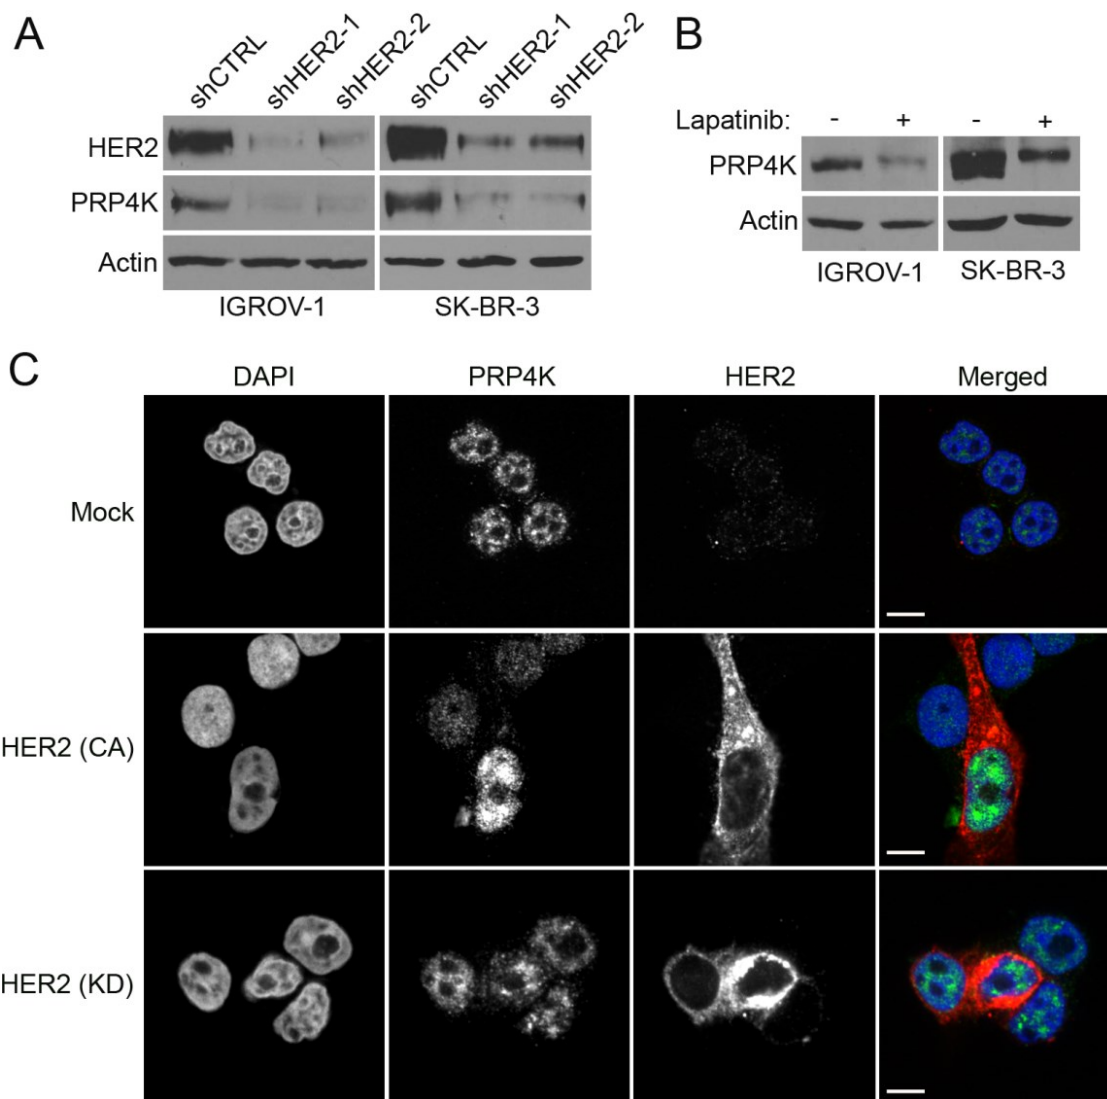 A
shCTRL shHER2-1 shHER2-2 shCTRL shHER2-1 shHER2-2
HER2
PRP4K
Actin
IGROV-1 SK-BR-3
B
Lapatinib: - + - +
PRP4K
Actin
IGROV-1 SK-BR-3
C
DAPI PRP4K HER2 Merged
Mock
HER2 (CA)
HER2 (KD)